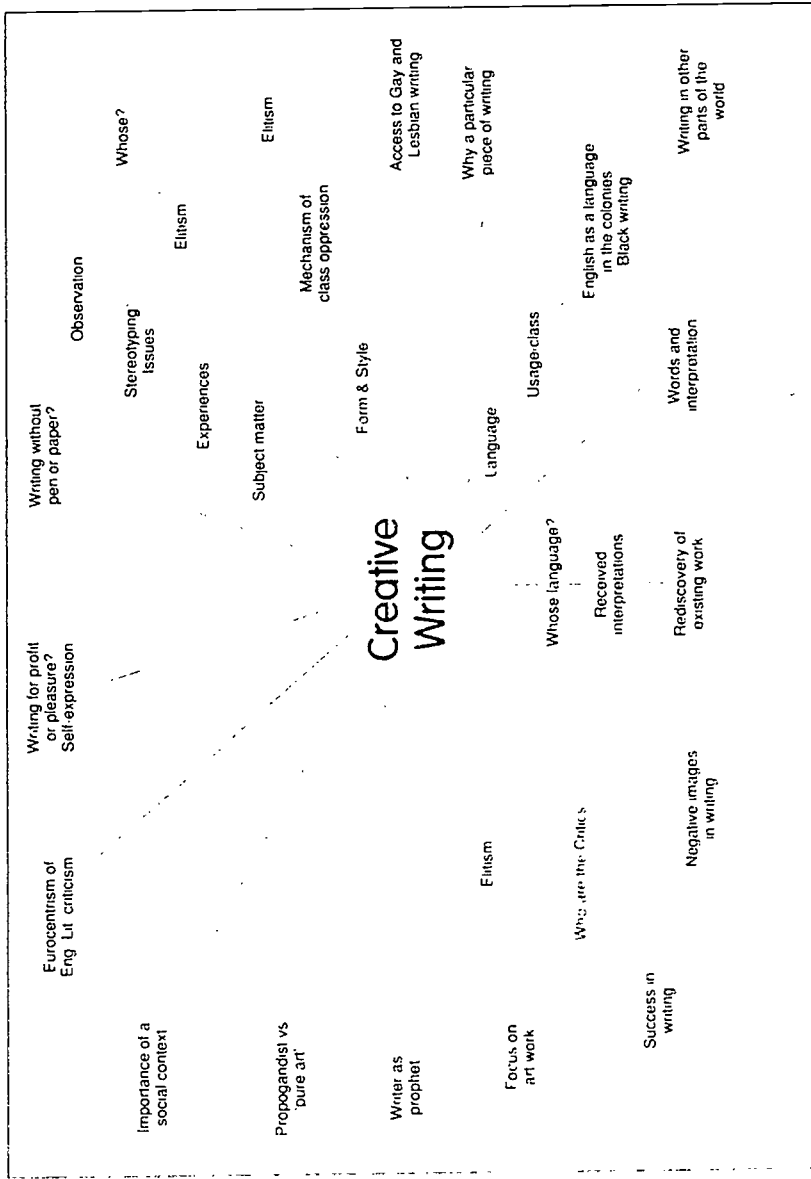 Eurocentrism of
Eng Lit criticism
Writing for profit
or pleasure?
Self-expression
Writing without
pen or paper?
Observation
Whose?
Importance of a
social context
Stereotyping
Issues
Elitism
Experiences
Subject matter
Elitism
Propogandist vs
'pure art'
Mechanism of
class oppression
Form & Style
Access to Gay and
Lesbian writing
Writer as
prophet
Creative
Writing
Why a particular
piece of writing
Language
Elitism
Focus on
art work
Usage-class
Whose language?
Who are the Critics
Received
interpretations
English as a language
in the colonies
Black writing
Success in
writing
Negative images
in writing
Rediscovery of
existing work
Words and
interpretation
Writing in other
parts of the
world